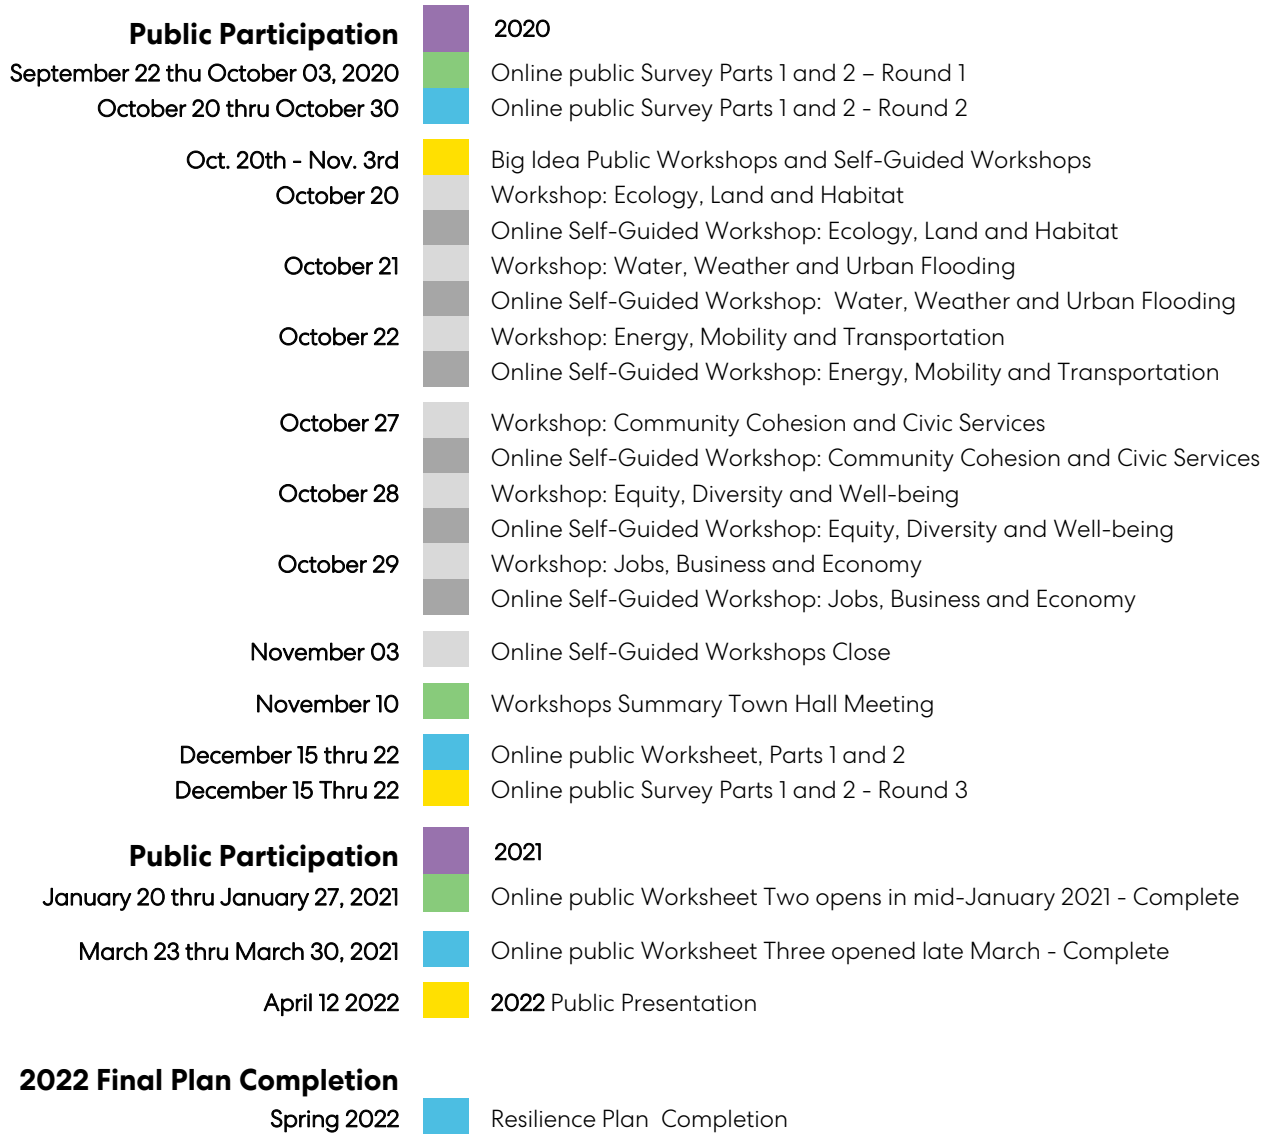 Public Participation 2020
September 22 thu October 03, 2020 Online public Survey Parts 1 and 2 – Round 1
October 20 thru October 30 Online public Survey Parts 1 and 2 - Round 2
Oct. 20th - Nov. 3rd Big Idea Public Workshops and Self-Guided Workshops
October 20 Workshop: Ecology, Land and Habitat
Online Self-Guided Workshop: Ecology, Land and Habitat
October 21 Workshop: Water, Weather and Urban Flooding
Online Self-Guided Workshop: Water, Weather and Urban Flooding
October 22 Workshop: Energy, Mobility and Transportation
Online Self-Guided Workshop: Energy, Mobility and Transportation
October 27 Workshop: Community Cohesion and Civic Services
Online Self-Guided Workshop: Community Cohesion and Civic Services
October 28 Workshop: Equity, Diversity and Well-being
Online Self-Guided Workshop: Equity, Diversity and Well-being
October 29 Workshop: Jobs, Business and Economy
Online Self-Guided Workshop: Jobs, Business and Economy
November 03 Online Self-Guided Workshops Close
November 10 Workshops Summary Town Hall Meeting
December 15 thru 22 Online public Worksheet, Parts 1 and 2
December 15 Thru 22 Online public Survey Parts 1 and 2 - Round 3
Public Participation 2021
January 20 thru January 27, 2021 Online public Worksheet Two opens in mid-January 2021 - Complete
March 23 thru March 30, 2021 Online public Worksheet Three opened late March - Complete
April 12 2022 2022 Public Presentation
2022 Final Plan Completion
Spring 2022 Resilience Plan Completion